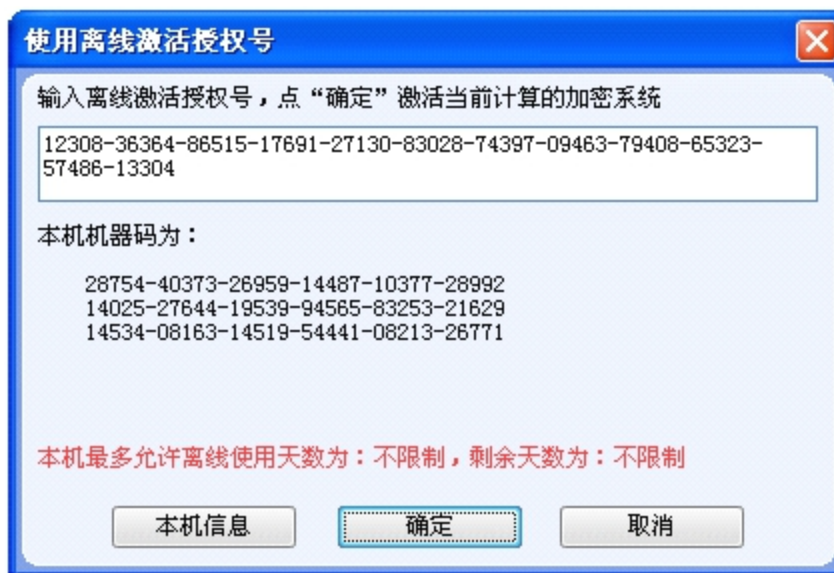 使用离线激活授权号
输入离线激活授权号，点“确定”激活当前计算的加密系统
12308-36364-86515-17691-27130-83028-74397-09463-79408-65323-
57486-13304
本机机器码为：
28754-40373-26959-14487-10377-28992
14025-27644-19539-94565-83253-21629
14534-08163-14519-54441-08213-26771
本机最多允许离线使用天数为：不限制，剩余天数为：不限制
本机信息 确定 取消